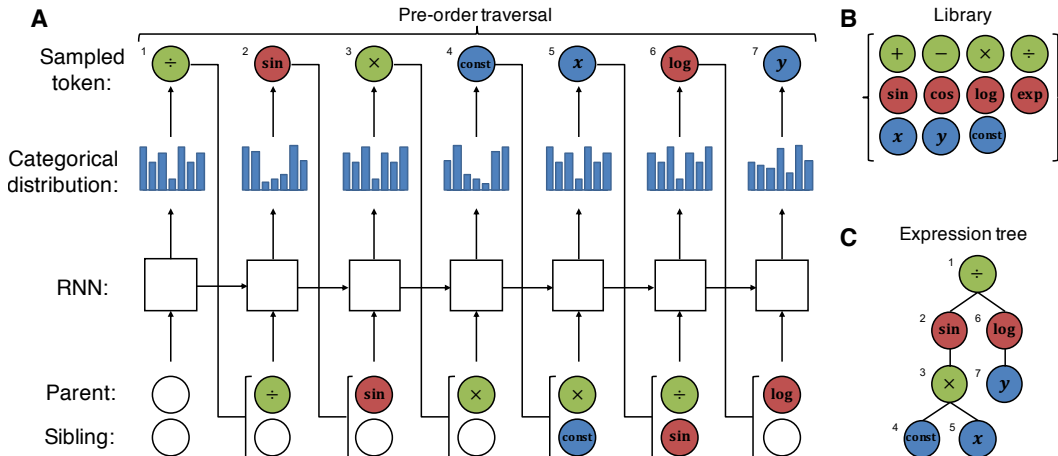 A
Pre-order traversal
Sampled token:
1 ÷
2 sin
3 ×
4 const
5 x
6 log
7 y
Categorical distribution:
RNN:
Parent:
÷
sin
×
×
÷
log
Sibling:
const
sin
B
Library
+ − × ÷
sin cos log exp
x y const
C
Expression tree
1 ÷
2 sin 6 log
3 × 7 y
4 const 5 x